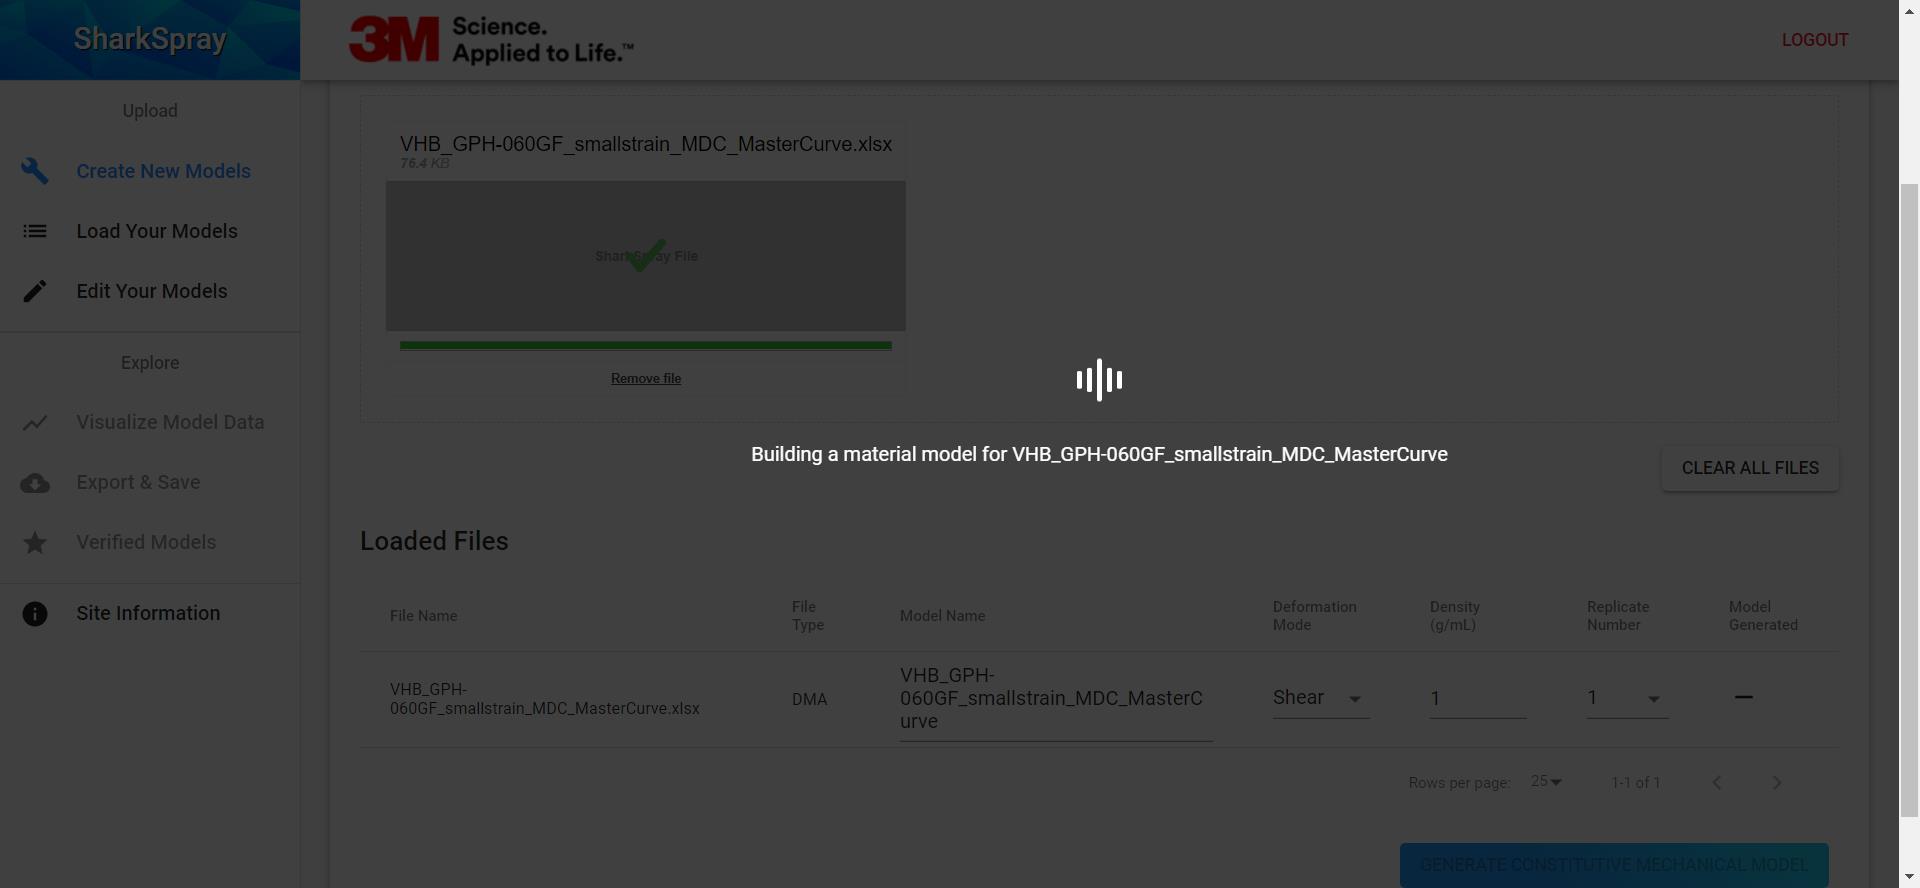 SharkSpray
3M Science.
Applied to Life.™
LOGOUT
Upload
Create New Models
Load Your Models
Edit Your Models
Explore
Visualize Model Data
Export & Save
Verified Models
Site Information
VHB_GPH-060GF_smallstrain_MDC_MasterCurve.xlsx
76.4 KB
SharkSpray File
Remove file
Building a material model for VHB_GPH-060GF_smallstrain_MDC_MasterCurve
CLEAR ALL FILES
Loaded Files
File Name
File
Type
Model Name
Deformation
Mode
Density
(g/mL)
Replicate
Number
Model
Generated
VHB_GPH-
060GF_smallstrain_MDC_MasterCurve.xlsx
DMA
VHB_GPH-
060GF_smallstrain_MDC_MasterC
urve
Shear
1
1
Rows per page: 25
1-1 of 1
GENERATE CONSTITUTIVE MECHANICAL MODEL